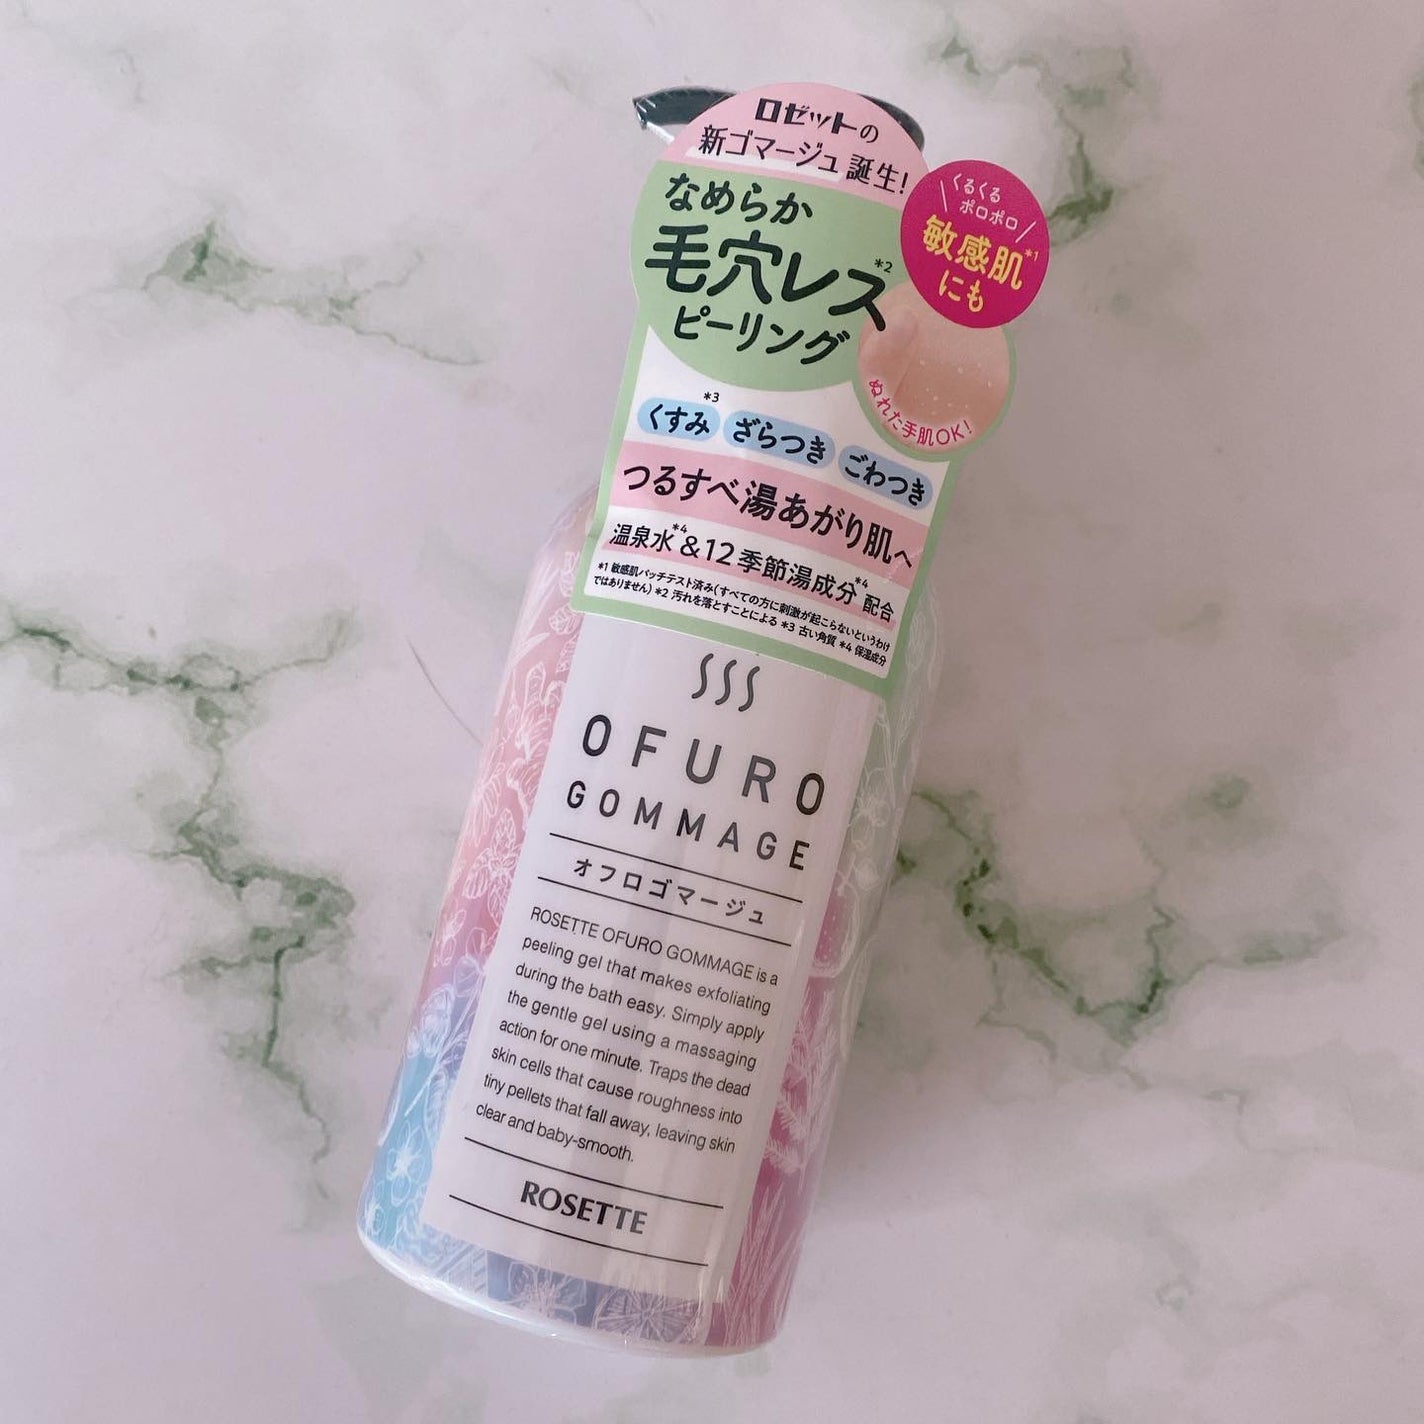 ロゼットの
新ゴマージュ誕生!
なめらか
毛穴レス*2
ピーリング
くるくる
ポロポロ
敏感肌*1
にも
ぬれた手肌OK!
くすみ*3 ざらつき ごわつき
つるすべ湯あがり肌へ
温泉水*4&12季節湯成分*4配合
*1 敏感肌パッチテスト済み(すべての方に刺激が起こらないというわけ
ではありません) *2 汚れを落とすことによる *3 古い角質 *4 保湿成分
OFURO
GOMMAGE
オフロゴマージュ
ROSETTE OFURO GOMMAGE is a
peeling gel that makes exfoliating
during the bath easy. Simply apply
the gentle gel using a massaging
action for one minute. Traps the dead
skin cells that cause roughness into
tiny pellets that fall away, leaving skin
clear and baby-smooth.
ROSETTE